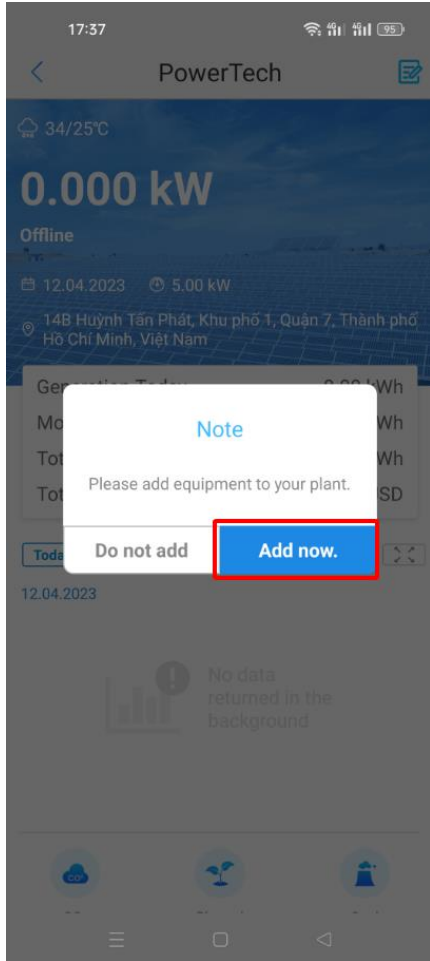 17:37
95
PowerTech
34/25℃
0.000 kW
Offline
12.04.2023 5.00 kW
14B Huỳnh Tấn Phát, Khu phố 1, Quận 7, Thành phố
Hồ Chí Minh, Việt Nam
Note
Please add equipment to your plant.
Do not add
Add now.
12.04.2023
No data
returned in the
background